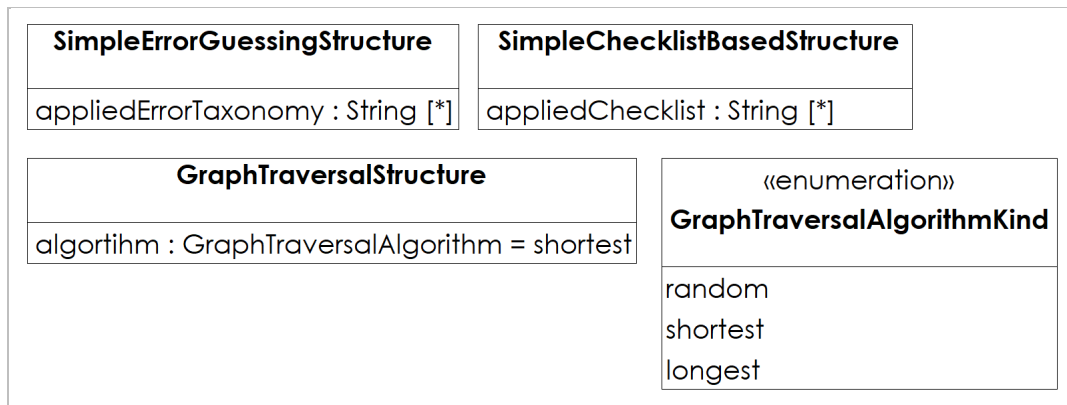 SimpleErrorGuessingStructure
appliedErrorTaxonomy : String [*]
SimpleChecklistBasedStructure
appliedChecklist : String [*]
GraphTraversalStructure
algortihm : GraphTraversalAlgorithm = shortest
«enumeration»
GraphTraversalAlgorithmKind
random
shortest
longest